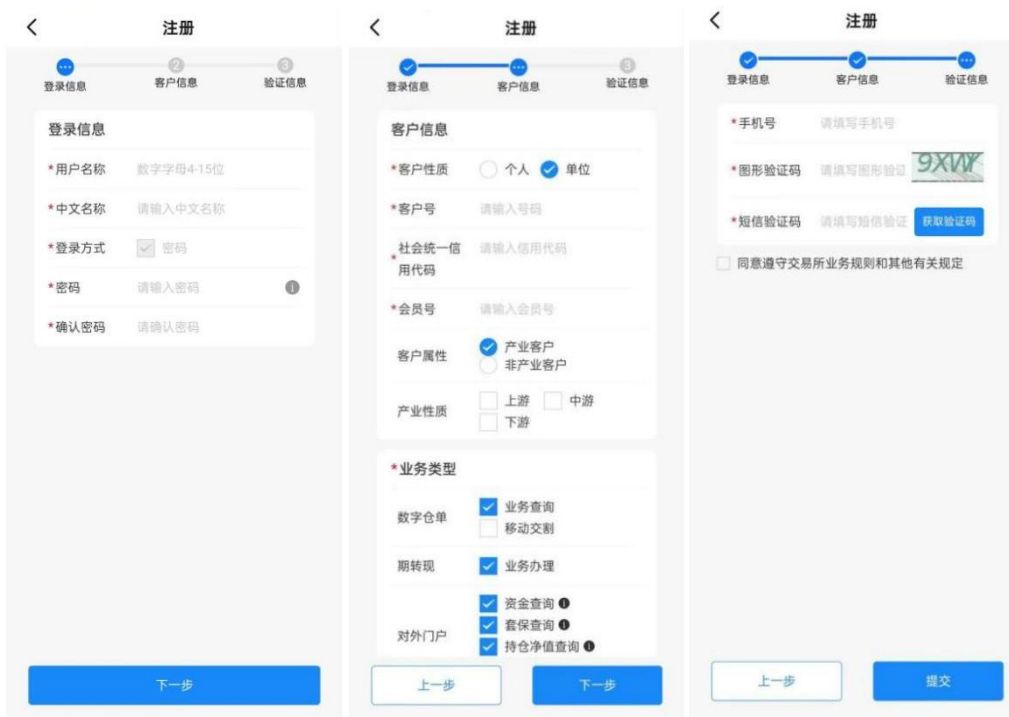 注册
2
3
登录信息
客户信息
验证信息
登录信息
*用户名称 数字字母4-15位
*中文名称 请输入中文名称
*登录方式 密码
*密码 请输入密码
*确认密码 请确认密码
下一步
注册
3
登录信息
客户信息
验证信息
客户信息
*客户性质 个人 单位
*客户号 请输入号码
*社会统一信
用代码 请输入信用代码
*会员号 请输入会员号
客户属性 产业客户
非产业客户
产业性质 上游 中游
下游
*业务类型
数字仓单 业务查询
移动交割
期转现 业务办理
对外门户 资金查询
套保查询
持仓净值查询
上一步 下一步
注册
登录信息
客户信息
验证信息
*手机号 请填写手机号
*图形验证码 请填写图形验证 9XVVY
*短信验证码 请填写短信验证 获取验证码
同意遵守交易所业务规则和其他有关规定
上一步 提交